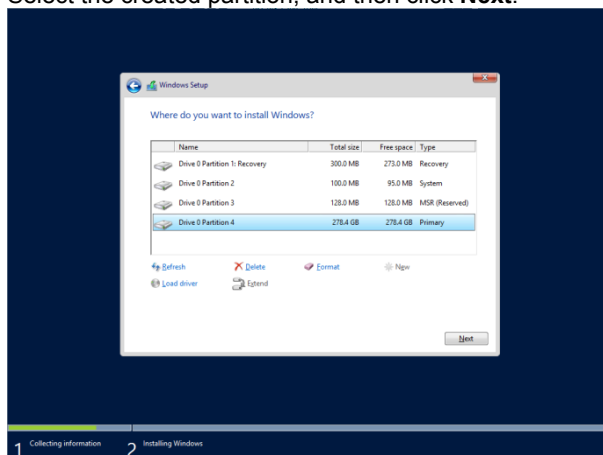 Select the created partition, and then click Next.
Windows Setup
Where do you want to install Windows?
Name Total size Free space Type
Drive 0 Partition 1: Recovery 300.0 MB 273.0 MB Recovery
Drive 0 Partition 2 100.0 MB 95.0 MB System
Drive 0 Partition 3 128.0 MB 128.0 MB MSR (Reserved)
Drive 0 Partition 4 278.4 GB 278.4 GB Primary
Refresh Delete Format New
Load driver Extend
Next
1 Collecting information 2 Installing Windows